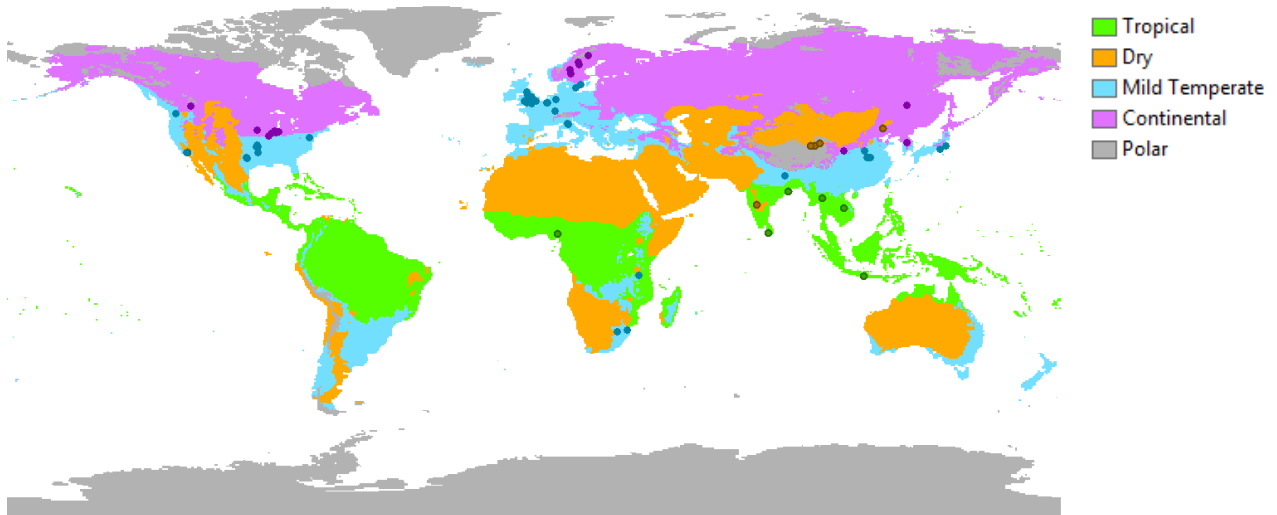 Tropical
Dry
Mild Temperate
Continental
Polar